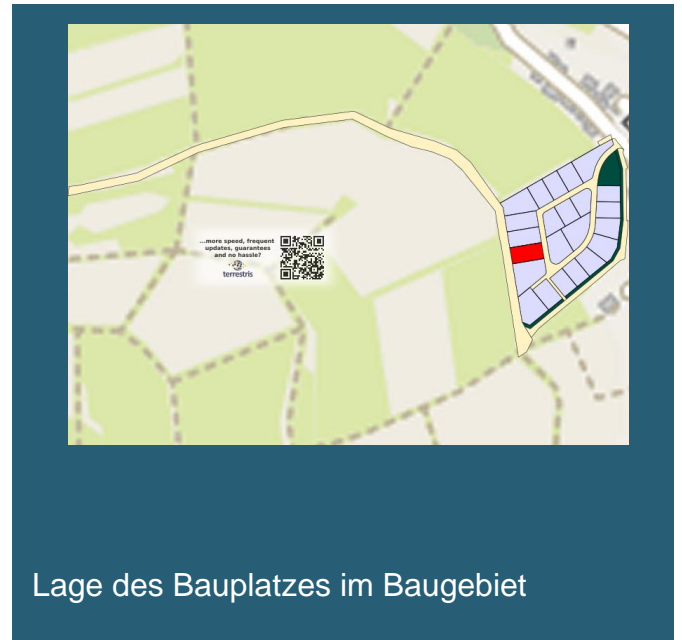 ...more speed, frequent
updates, guarantees
and no hassle?
terrestris
Lage des Bauplatzes im Baugebiet